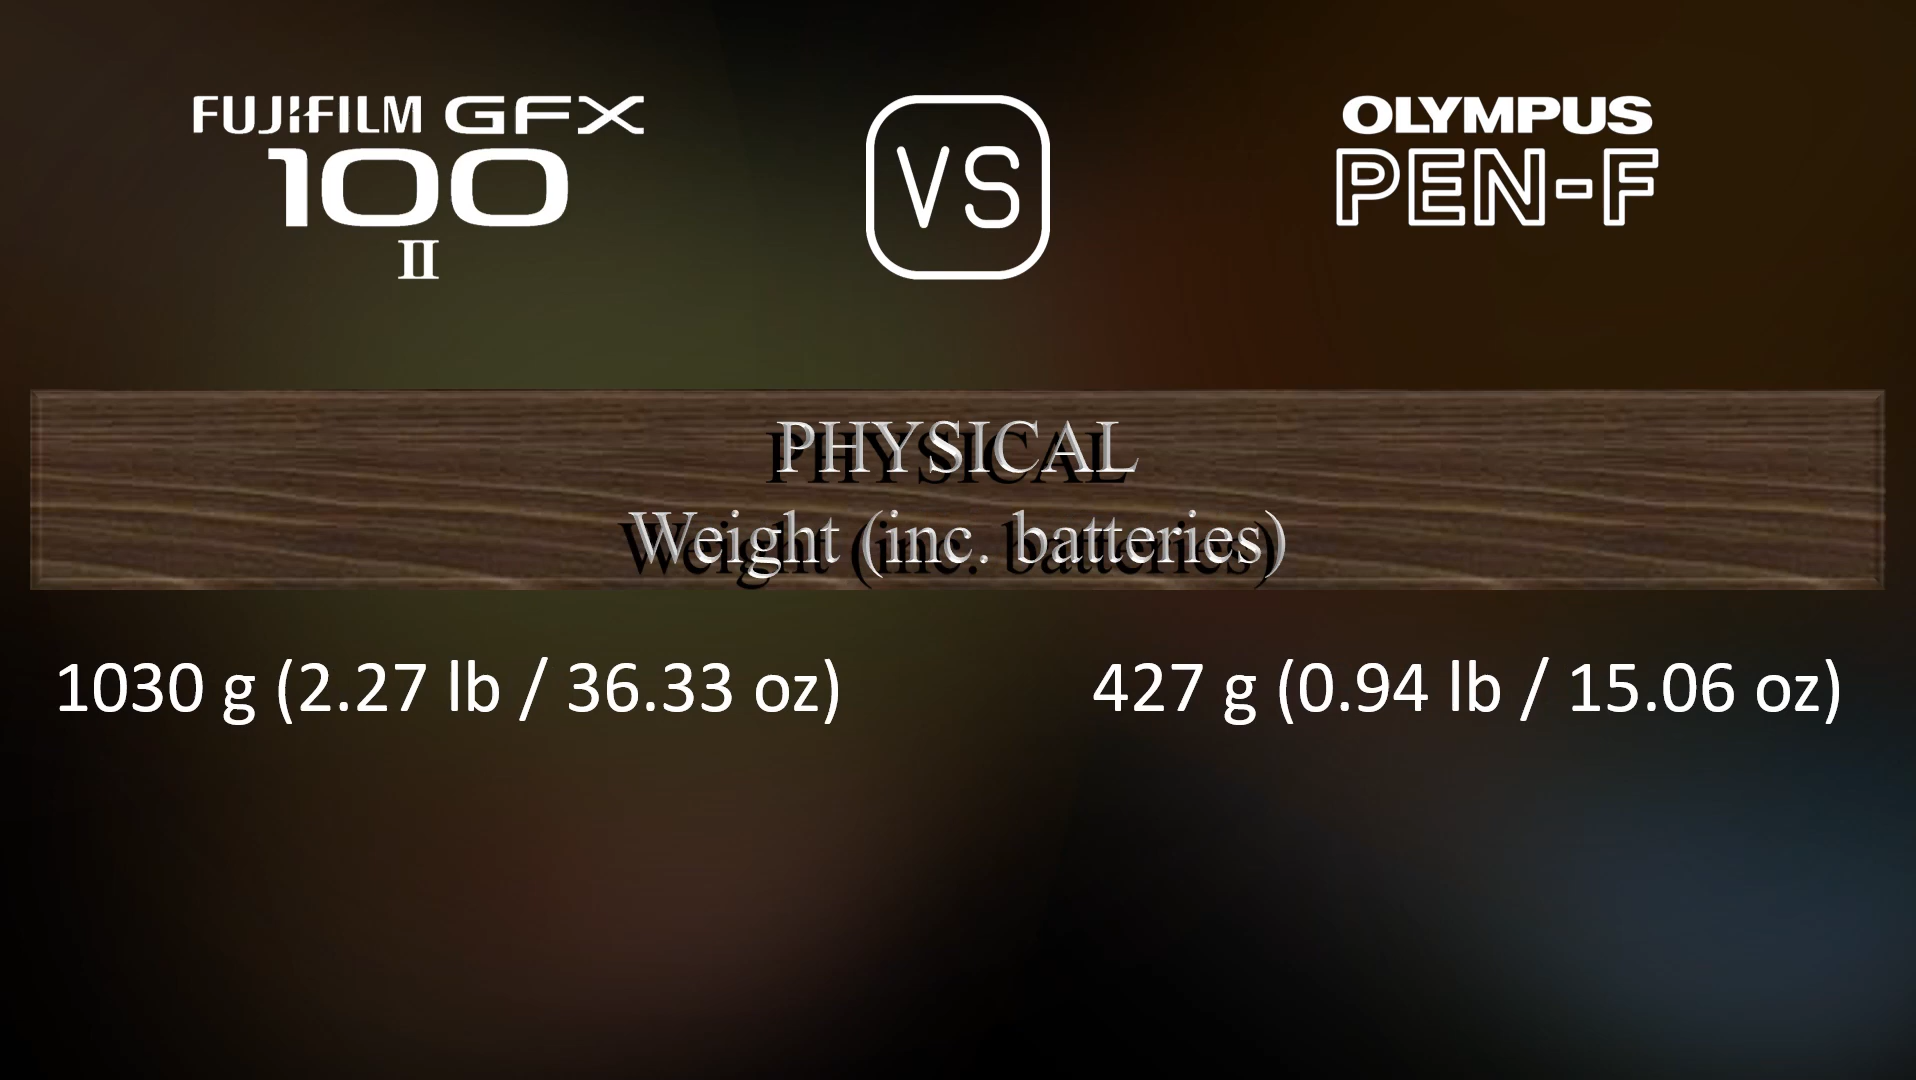 FUJIFILM GFX
100
II
VS
OLYMPUS
PEN-F
PHYSICAL
Weight (inc. batteries)
1030 g (2.27 lb / 36.33 oz)
427 g (0.94 lb / 15.06 oz)